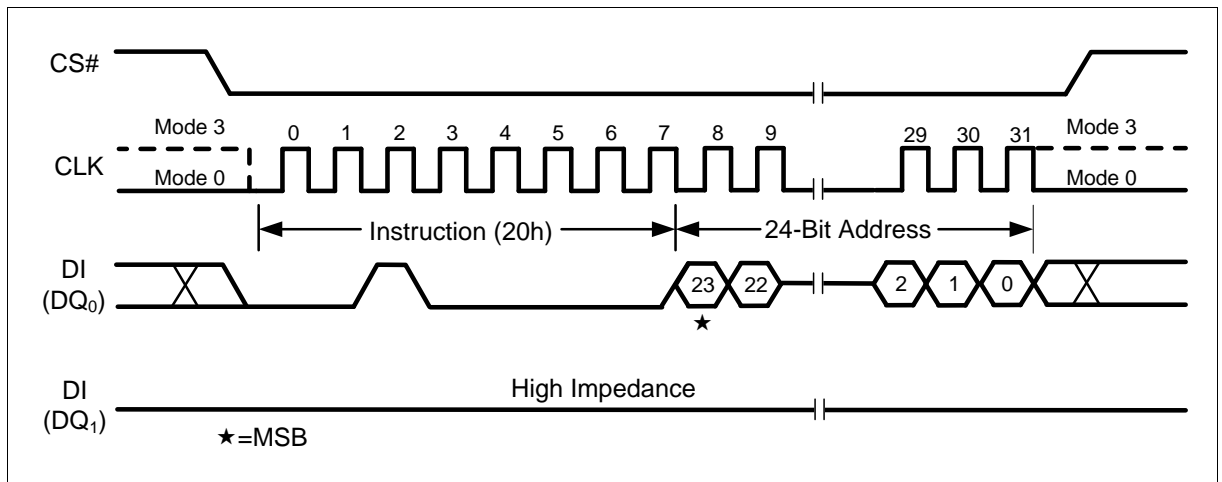 CS#
Mode 3 0 1 2 3 4 5 6 7 8 9 29 30 31 Mode 3
CLK
Mode 0 Mode 0
Instruction (20h) 24-Bit Address
DI
(DQ₀)
23 22 2 1 0
★
High Impedance
DI
(DQ₁)
★=MSB